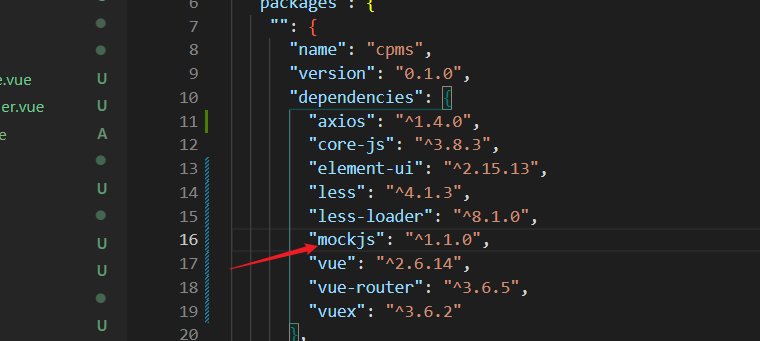 6 packages": {
7 "": {
8 "name": "cpms",
9 "version": "0.1.0",
10 "dependencies": {
11 "axios": "^1.4.0",
12 "core-js": "^3.8.3",
13 "element-ui": "^2.15.13",
14 "less": "^4.1.3",
15 "less-loader": "^8.1.0",
16 "mockjs": "^1.1.0",
17 "vue": "^2.6.14",
18 "vue-router": "^3.6.5",
19 "vuex": "^3.6.2"
20 },
e.vue U
er.vue U
e A
U
U
U
U